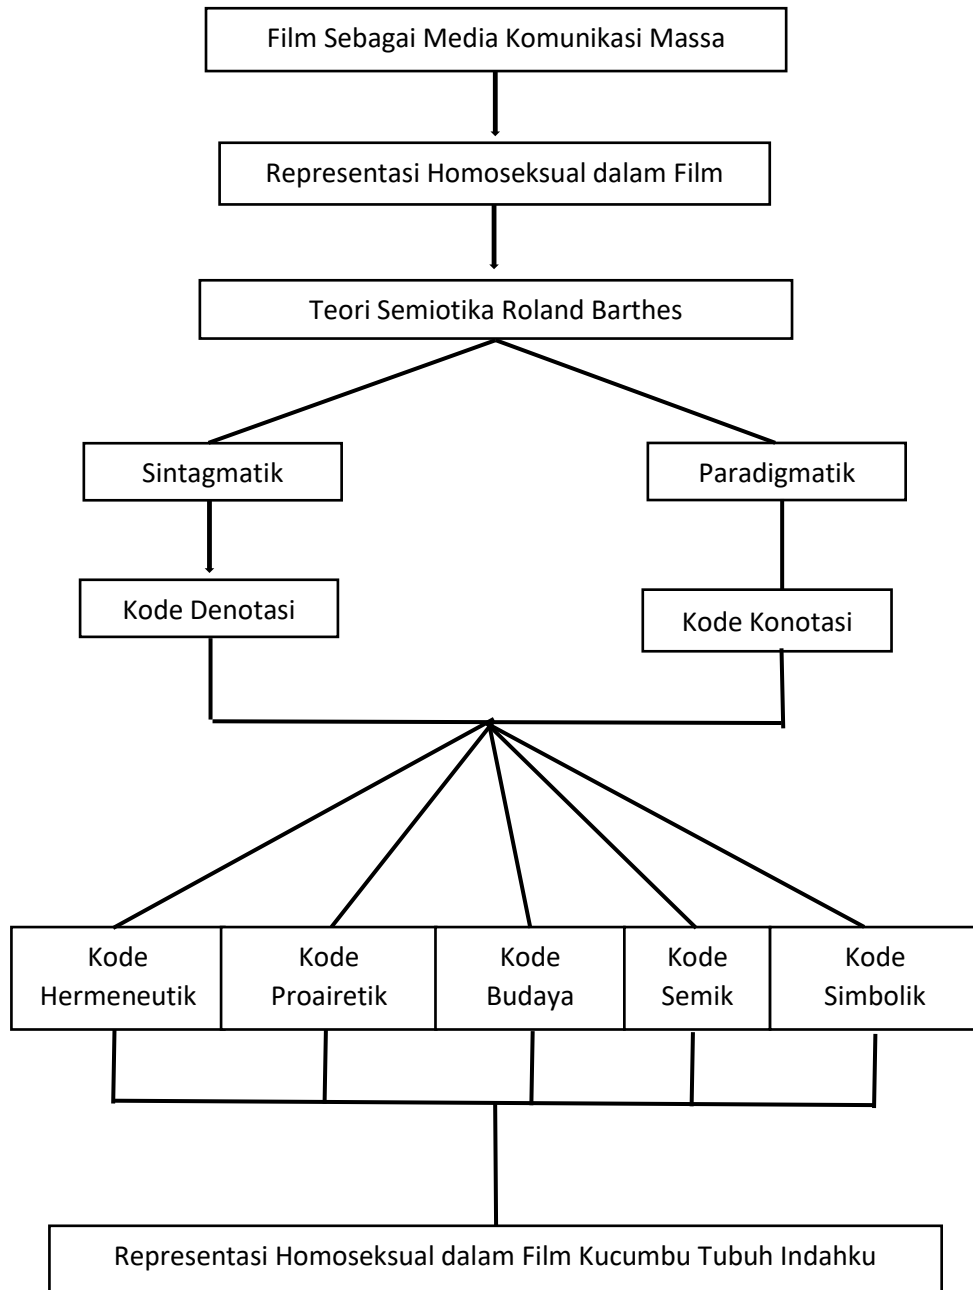 Film Sebagai Media Komunikasi Massa
Representasi Homoseksual dalam Film
Teori Semiotika Roland Barthes
Sintagmatik
Paradigmatik
Kode Denotasi
Kode Konotasi
Kode
Hermeneutik
Kode
Proairetik
Kode
Budaya
Kode
Semik
Kode
Simbolik
Representasi Homoseksual dalam Film Kucumbu Tubuh Indahku